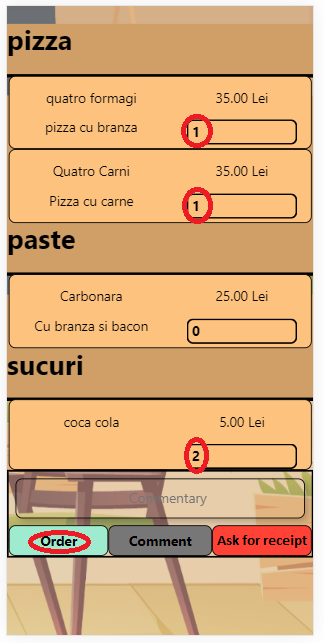 pizza
quatro formagi 35.00 Lei
pizza cu branza 1
Quatro Carni 35.00 Lei
Pizza cu carne 1
paste
Carbonara 25.00 Lei
Cu branza si bacon 0
sucuri
coca cola 5.00 Lei
2
Commentary
Order Comment Ask for receipt